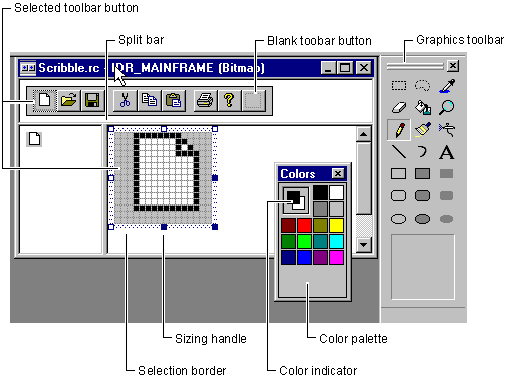 Selected toolbar button
Split bar
Blank toobar button
Graphics toolbar
Scribble.rc - IDR_MAINFRAME (Bitmap)
Colors
A
Sizing handle
Color palette
Selection border
Color indicator